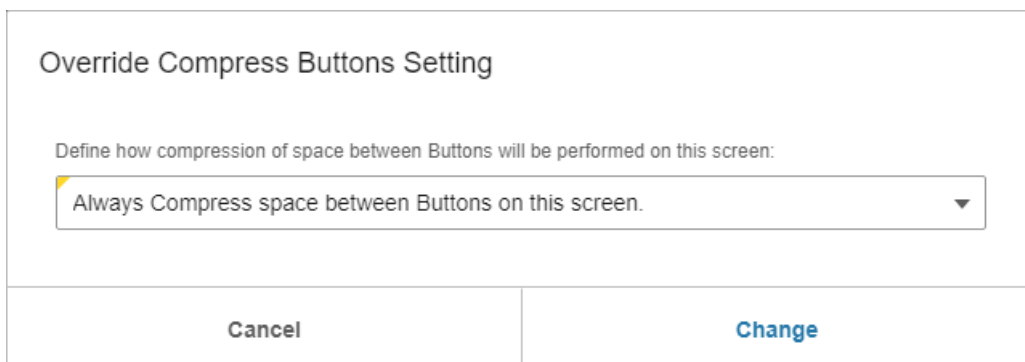 Override Compress Buttons Setting
Define how compression of space between Buttons will be performed on this screen:
Always Compress space between Buttons on this screen.
Cancel Change